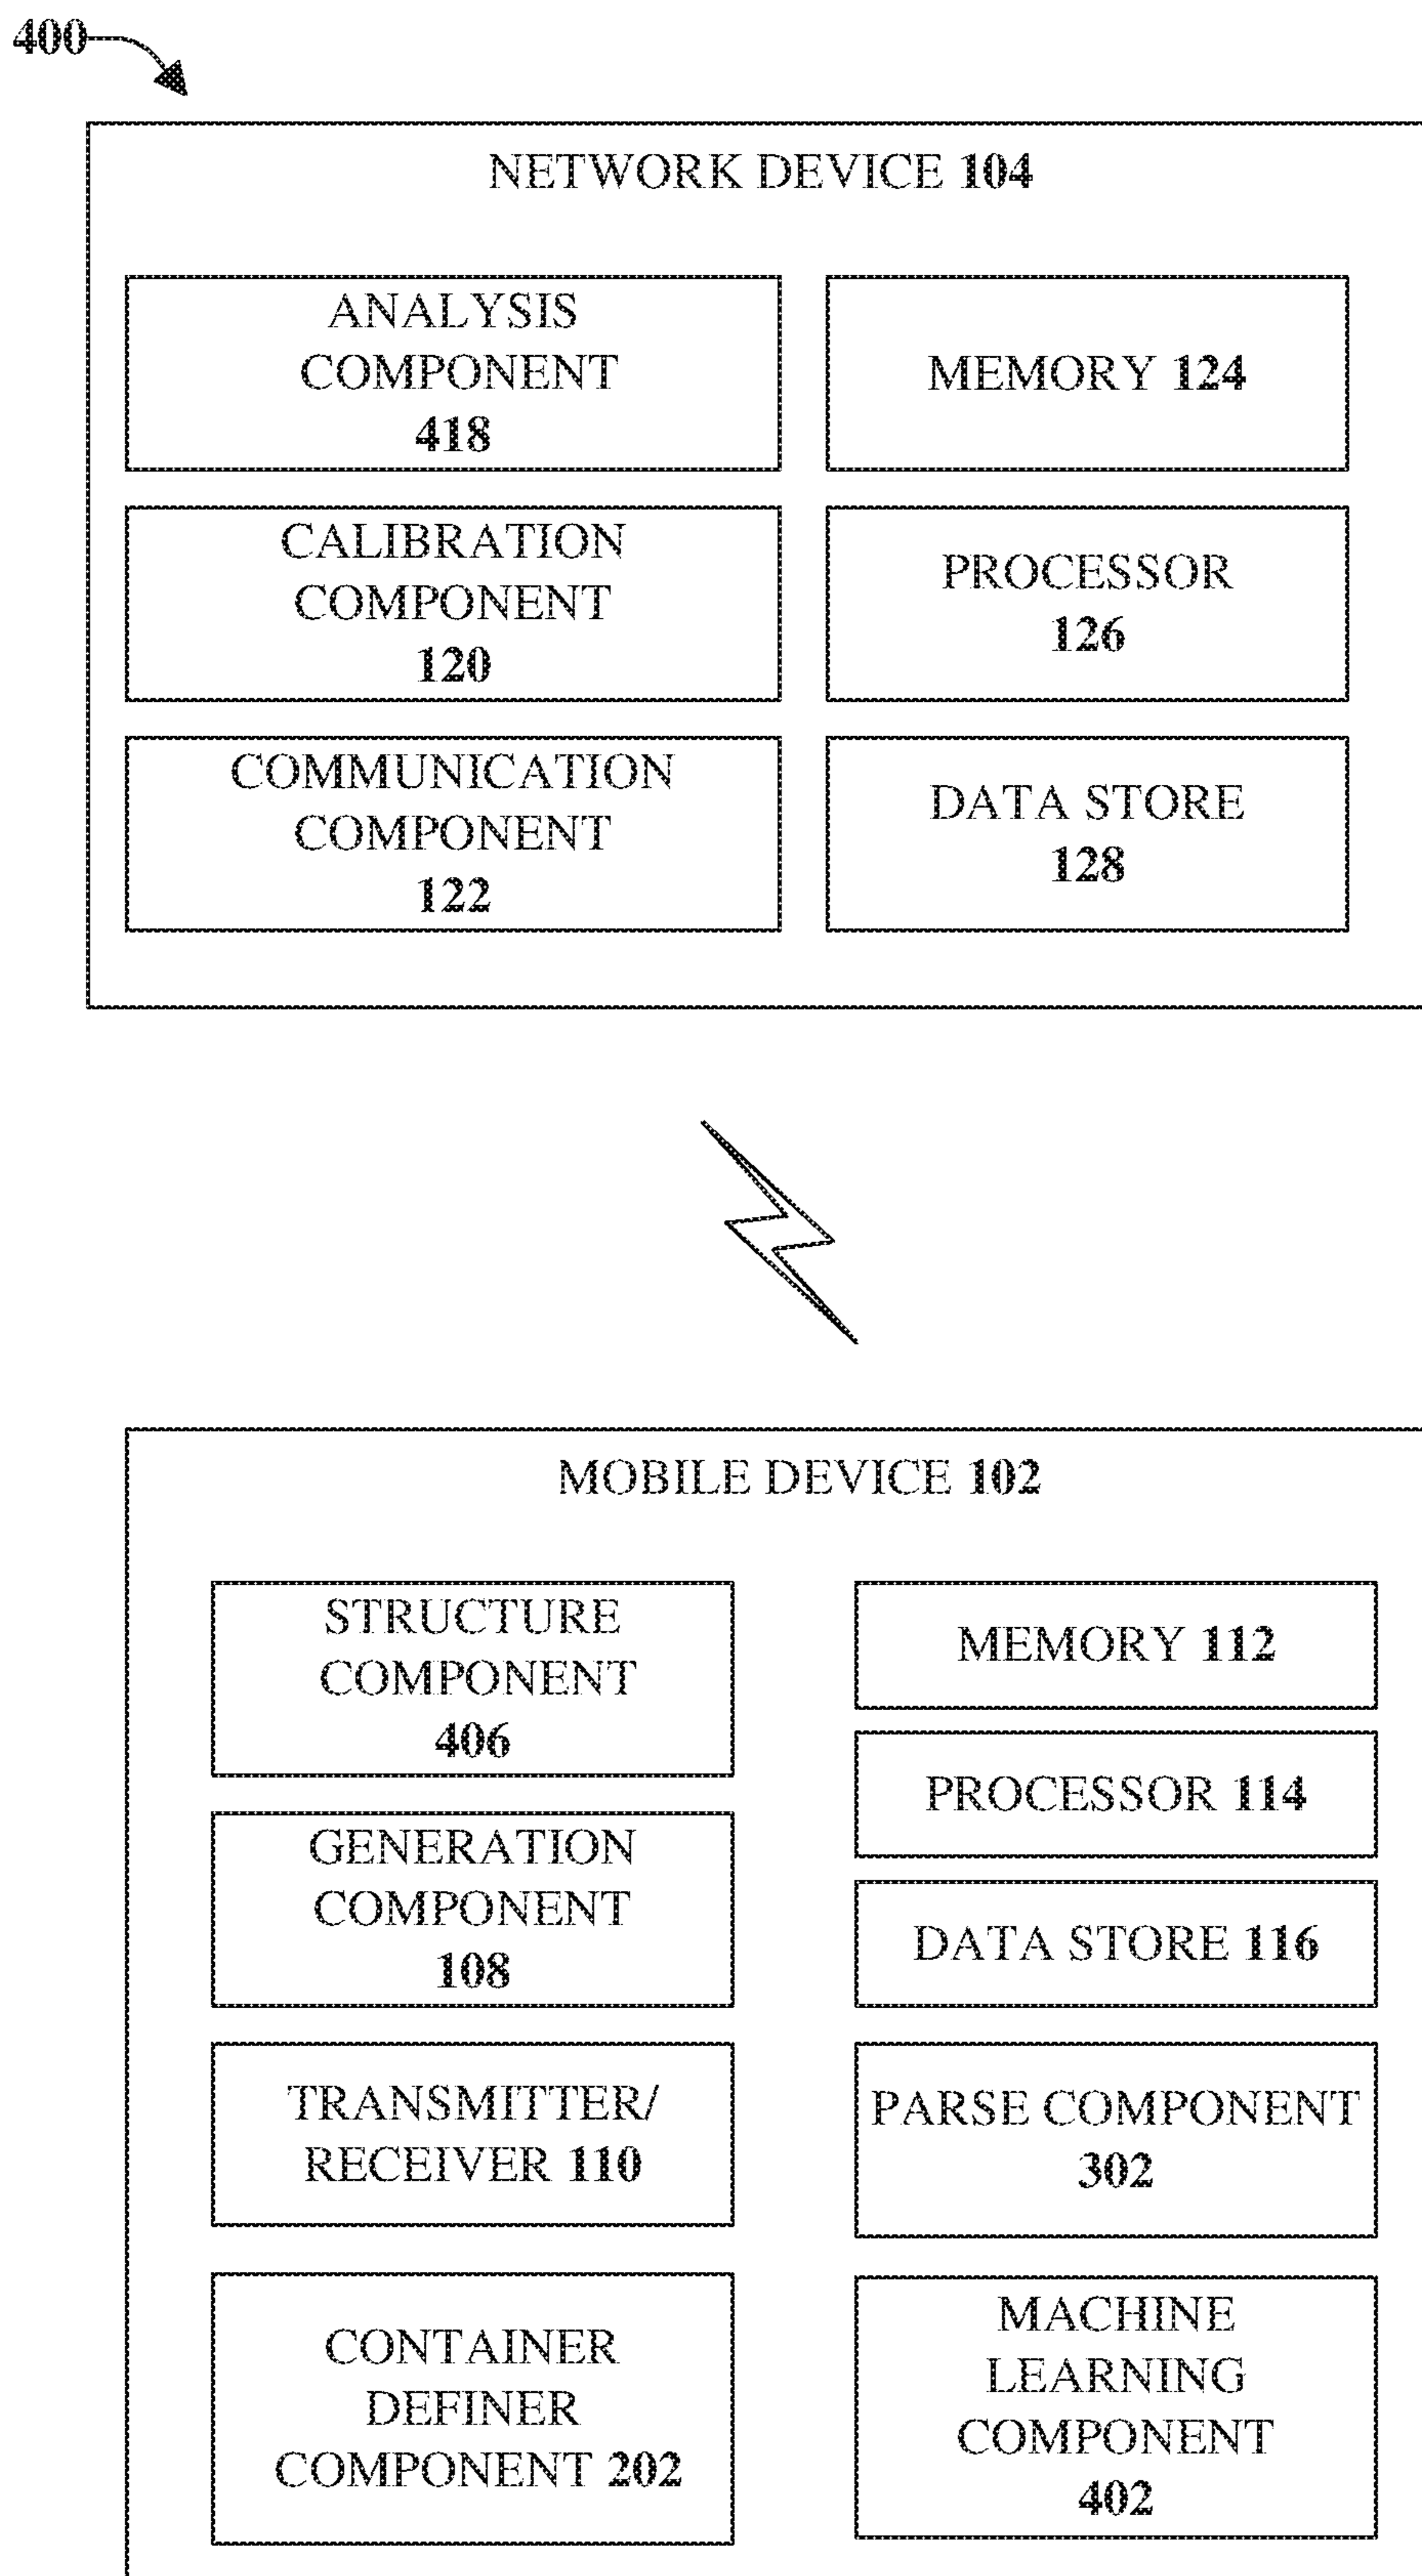 400
NETWORK DEVICE 104
ANALYSIS
COMPONENT
418
MEMORY 124
CALIBRATION
COMPONENT
120
PROCESSOR
126
COMMUNICATION
COMPONENT
122
DATA STORE
128
MOBILE DEVICE 102
STRUCTURE
COMPONENT
406
MEMORY 112
PROCESSOR 114
GENERATION
COMPONENT
108
DATA STORE 116
TRANSMITTER/
RECEIVER 110
PARSE COMPONENT
302
CONTAINER
DEFINER
COMPONENT 202
MACHINE
LEARNING
COMPONENT
402